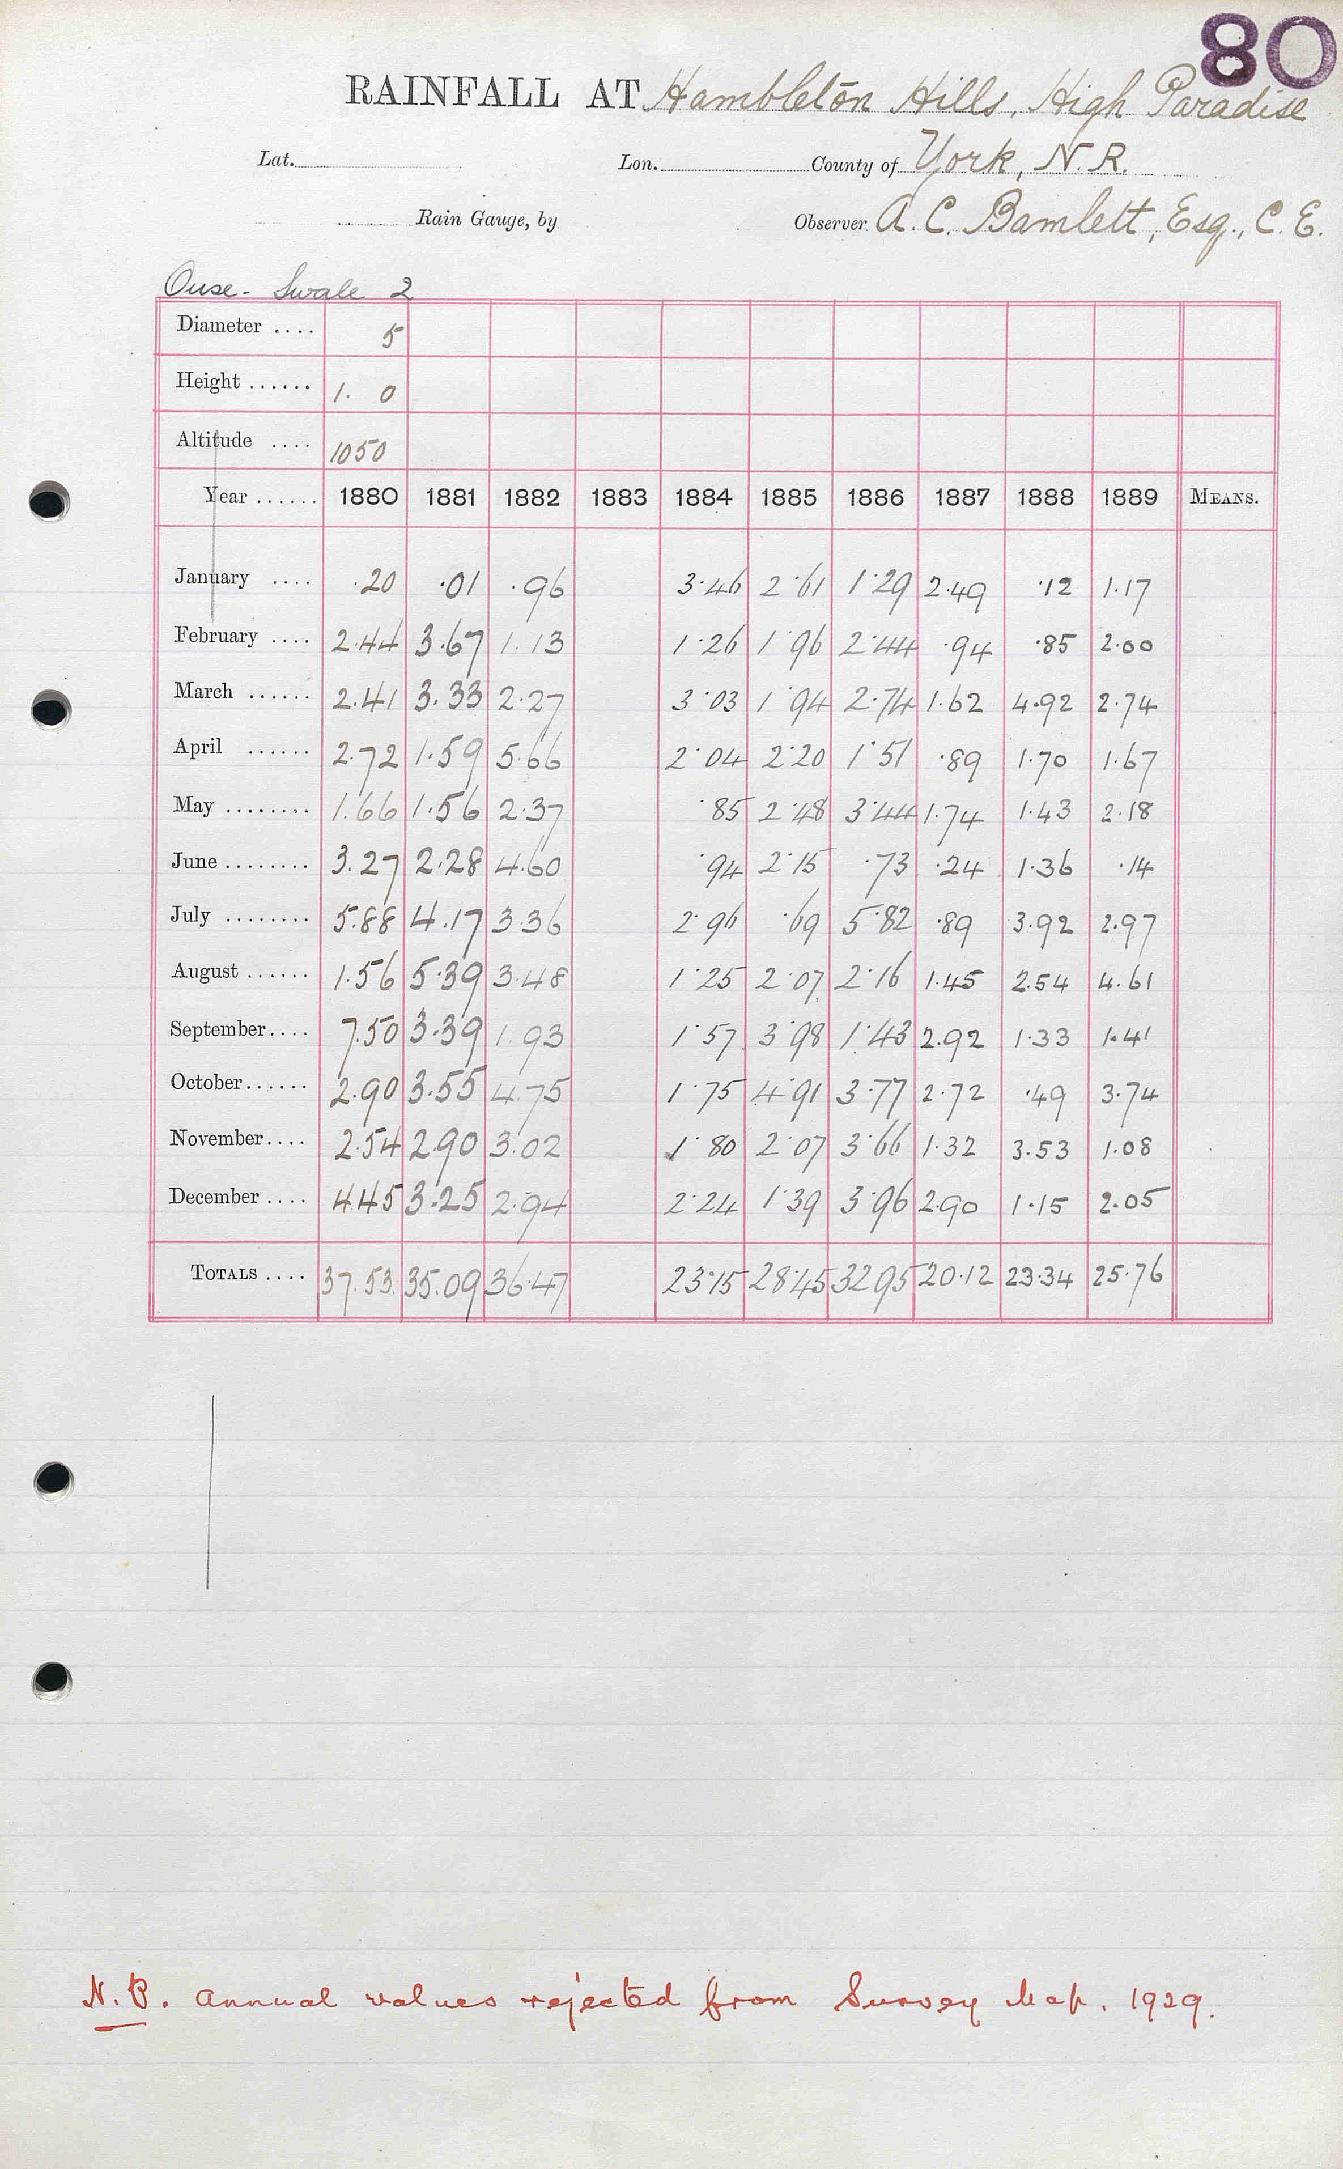 80
RAINFALL AT Hambleton Hills, High Paradise
Lat. Lon. County of York, N.R.
Rain Gauge, by Observer A. C. Bamlett, Esq., C. E.
Ouse - Swale 2
Diameter .... 5
Height ...... 1. 0
Altitude .... 1050
Year ...... 1880 1881 1882 1883 1884 1885 1886 1887 1888 1889 MEANS.
January .... .20 .01 .96 3.46 2.61 1.29 2.49 .12 1.17
February .... 2.44 3.67 1.13 1.26 1.96 2.44 .94 .85 2.00
March ...... 2.41 3.33 2.27 3.03 1.94 2.74 1.62 4.92 2.74
April ...... 2.72 1.59 5.66 2.04 2.20 1.51 .89 1.70 1.67
May ........ 1.66 1.56 2.37 .85 2.48 3.44 1.74 1.43 2.18
June ........ 3.27 2.28 4.60 .94 2.15 .73 .24 1.36 .14
July ........ 5.88 4.17 3.36 2.96 .69 5.82 .89 3.92 2.97
August ...... 1.56 5.39 3.48 1.25 2.07 2.16 1.45 2.54 4.61
September.... 7.50 3.39 1.93 1.57 3.98 1.43 2.92 1.33 1.41
October...... 2.90 3.55 4.75 1.75 4.91 3.77 2.72 .49 3.74
November.... 2.54 2.90 3.02 1.80 2.07 3.66 1.32 3.53 1.08
December .... 4.45 3.25 2.94 2.24 1.39 3.96 2.90 1.15 2.05
TOTALS .... 37.53 35.09 36.47 23.15 28.45 32.95 20.12 23.34 25.76
N.B. Annual values rejected from Survey Map. 1929.